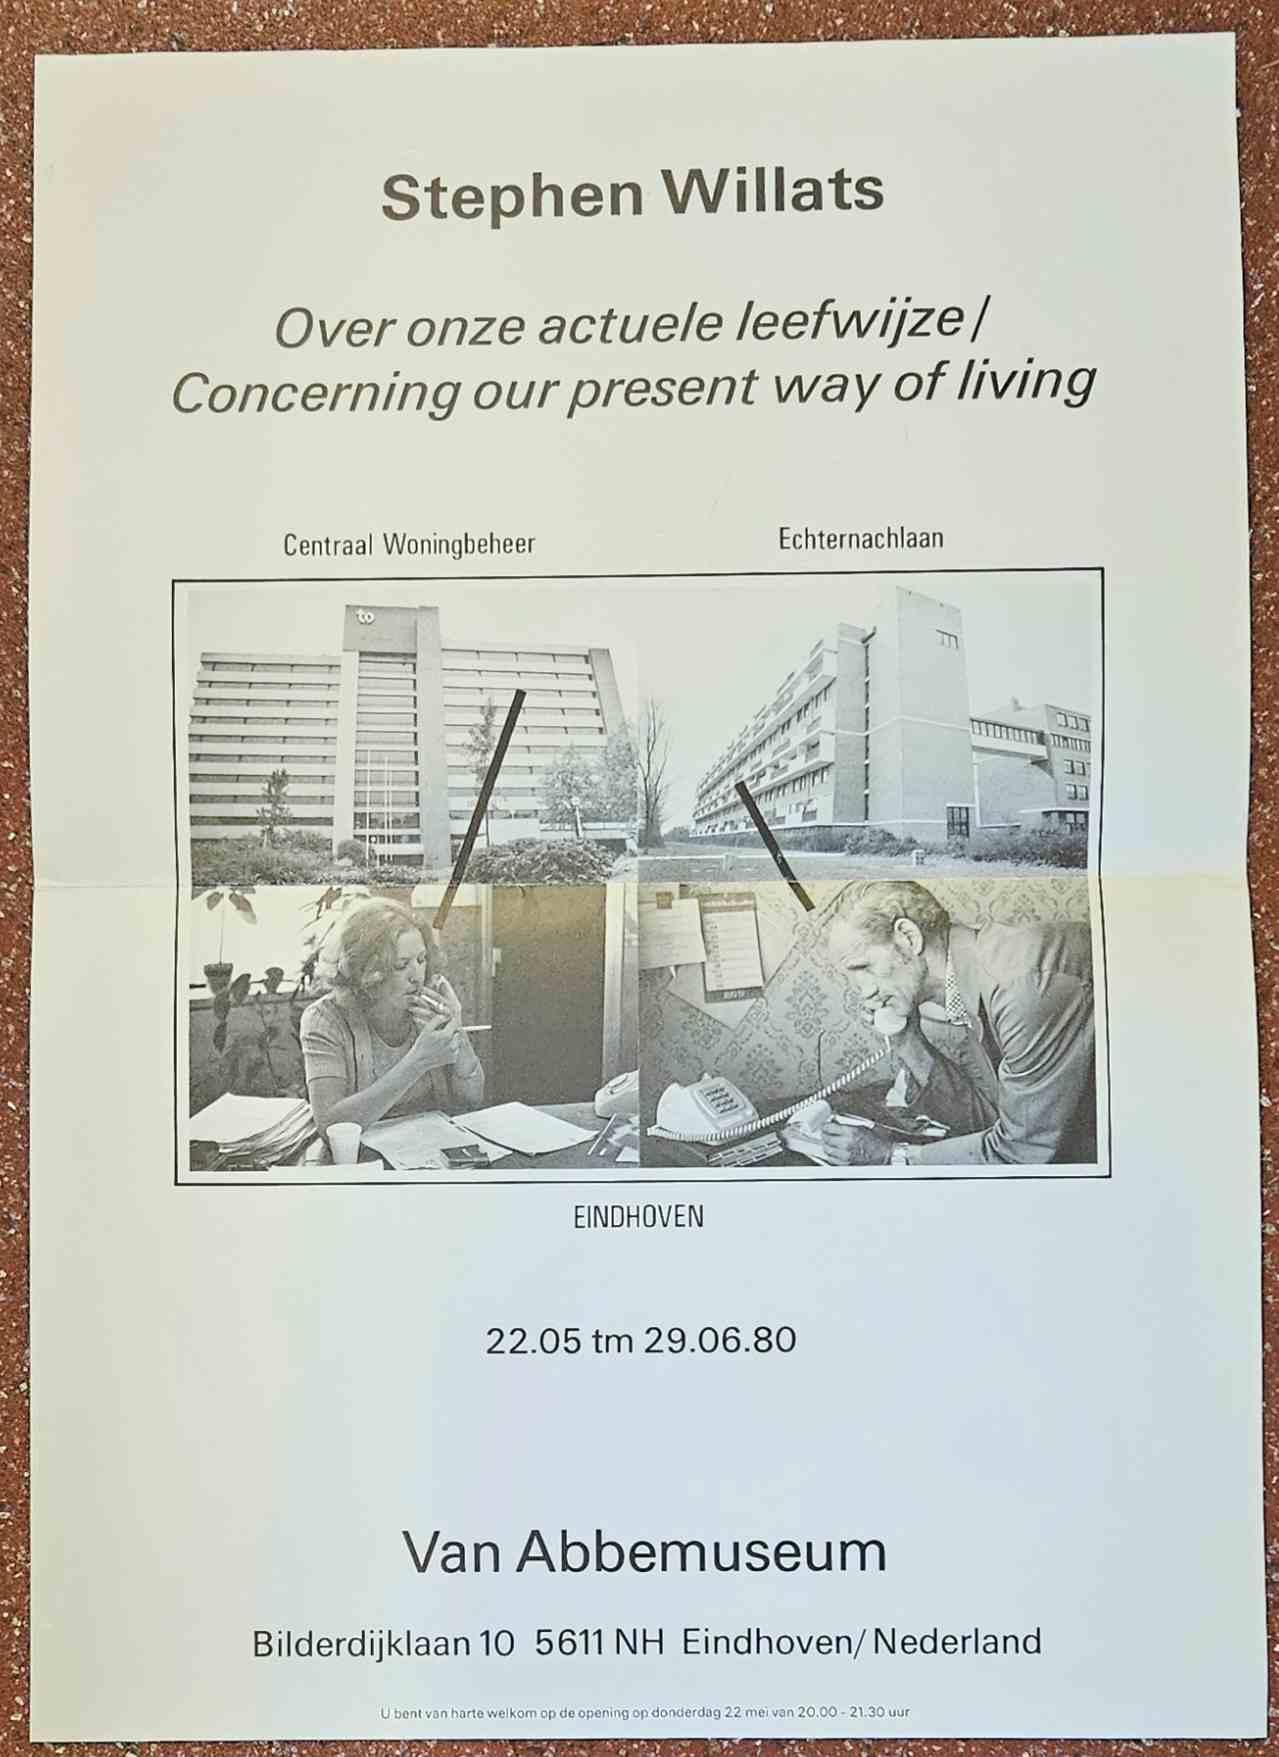 Stephen Willats
Over onze actuele leefwijze/
Concerning our present way of living
Centraal Woningbeheer
Echternachlaan
to
EINDHOVEN
22.05 tm 29.06.80
Van Abbemuseum
Bilderdijklaan 10 5611 NH Eindhoven/Nederland
U bent van harte welkom op de opening op donderdag 22 mei van 20.00 - 21.30 uur